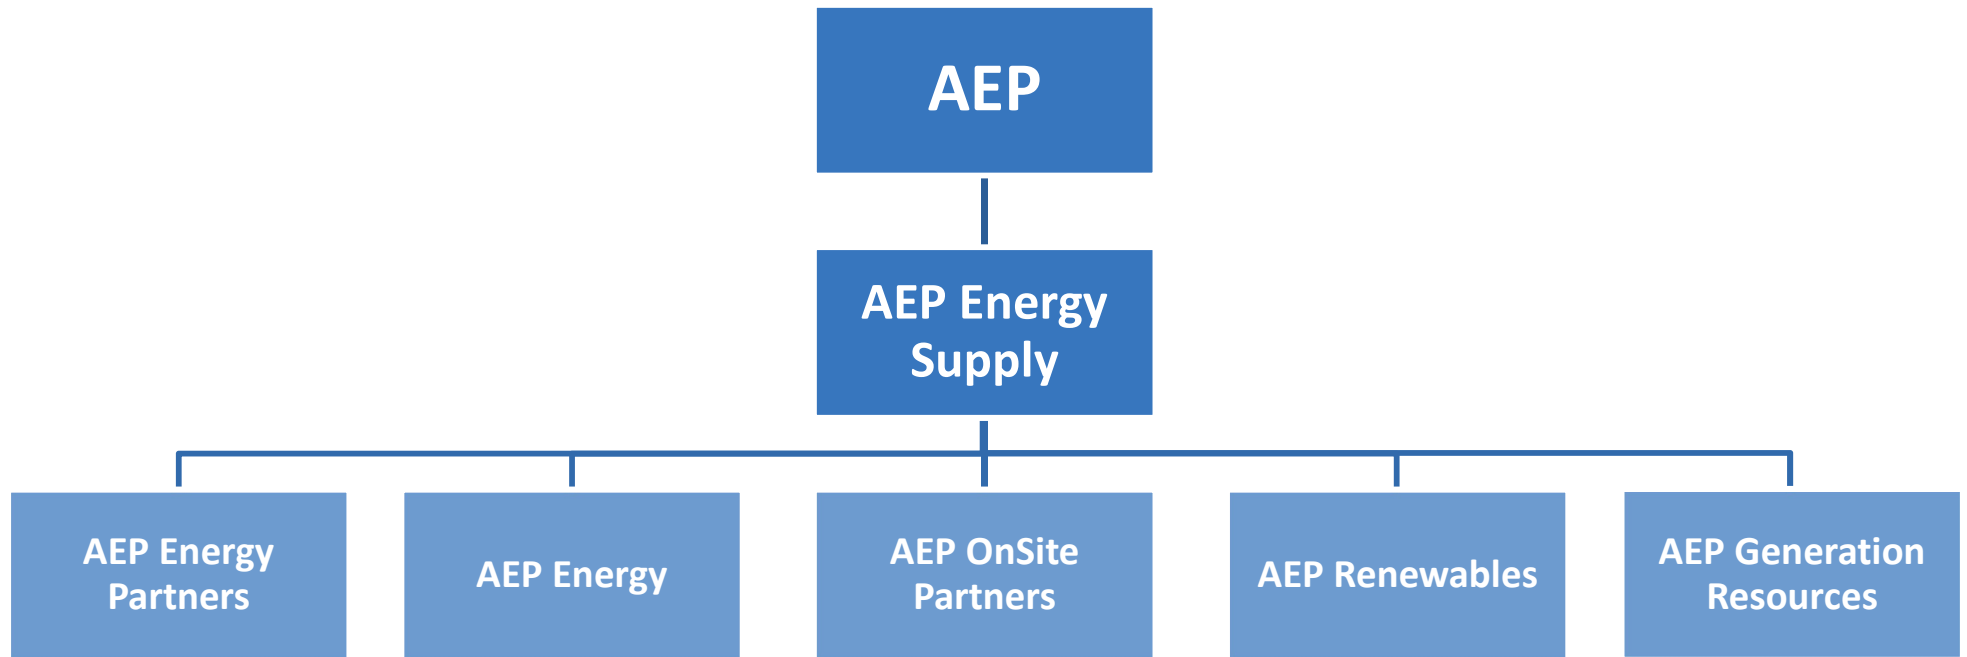 AEP
AEP Energy
Supply
AEP Energy
Partners
AEP Energy
AEP OnSite
Partners
AEP Renewables
AEP Generation
Resources